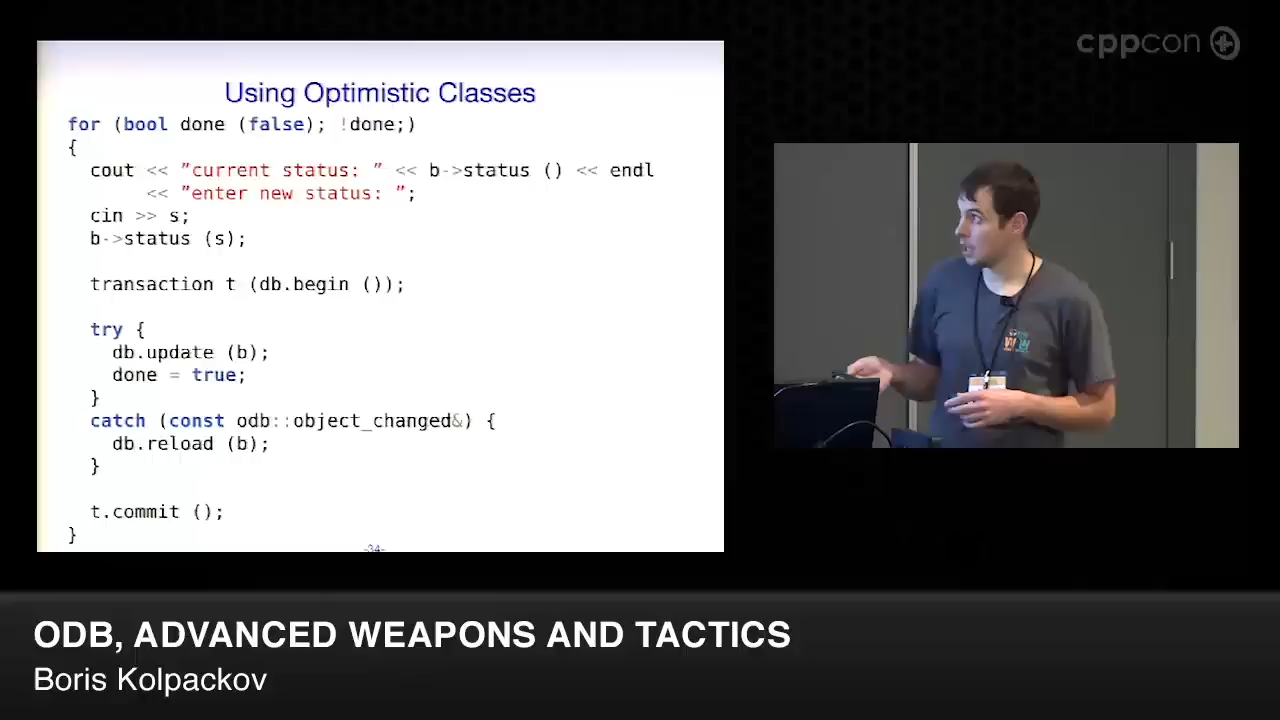 cppcon
Using Optimistic Classes
for (bool done (false); !done;)
{
cout << ”current status: ” << b->status () << endl
<< ”enter new status: ”;
cin >> s;
b->status (s);
transaction t (db.begin ());
try {
db.update (b);
done = true;
}
catch (const odb::object_changed&) {
db.reload (b);
}
t.commit ();
}
-34-
ODB, ADVANCED WEAPONS AND TACTICS
Boris Kolpackov